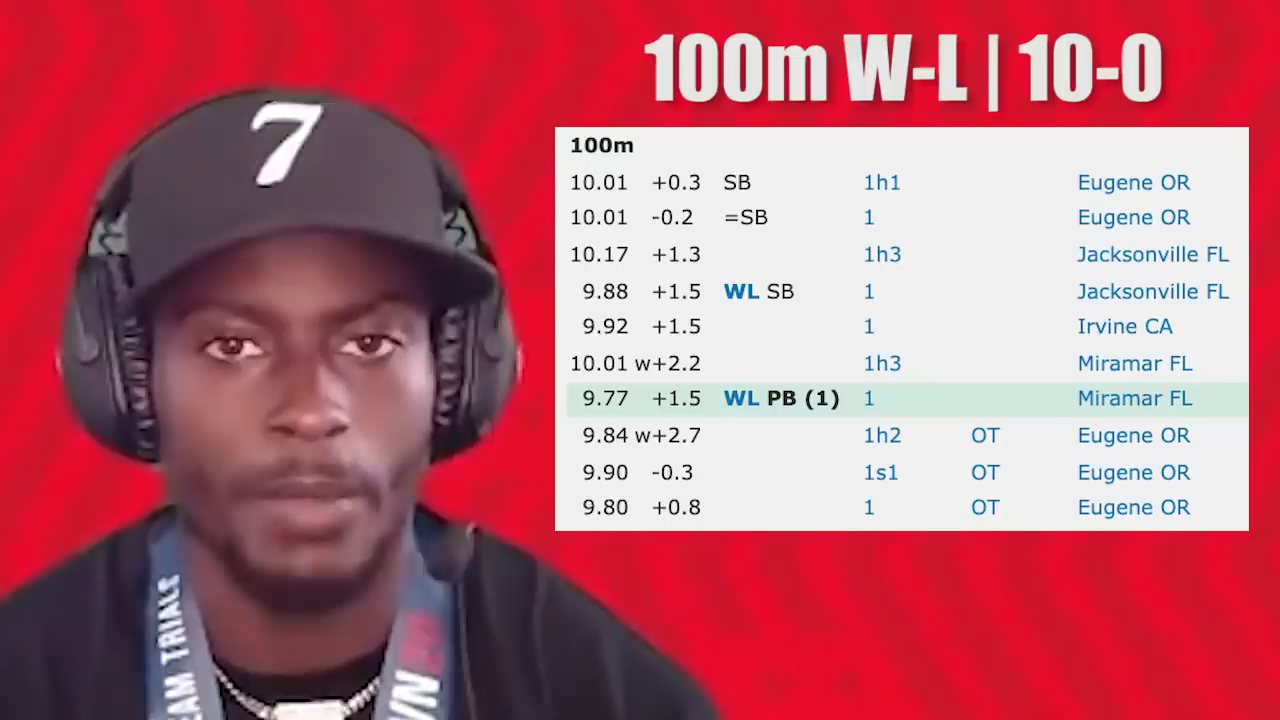 100m W-L | 10-0
7
100m
10.01 +0.3 SB 1h1 Eugene OR
10.01 -0.2 =SB 1 Eugene OR
10.17 +1.3 1h3 Jacksonville FL
9.88 +1.5 WL SB 1 Jacksonville FL
9.92 +1.5 1 Irvine CA
10.01 w+2.2 1h3 Miramar FL
9.77 +1.5 WL PB (1) 1 Miramar FL
9.84 w+2.7 1h2 OT Eugene OR
9.90 -0.3 1s1 OT Eugene OR
9.80 +0.8 1 OT Eugene OR
TRIALS